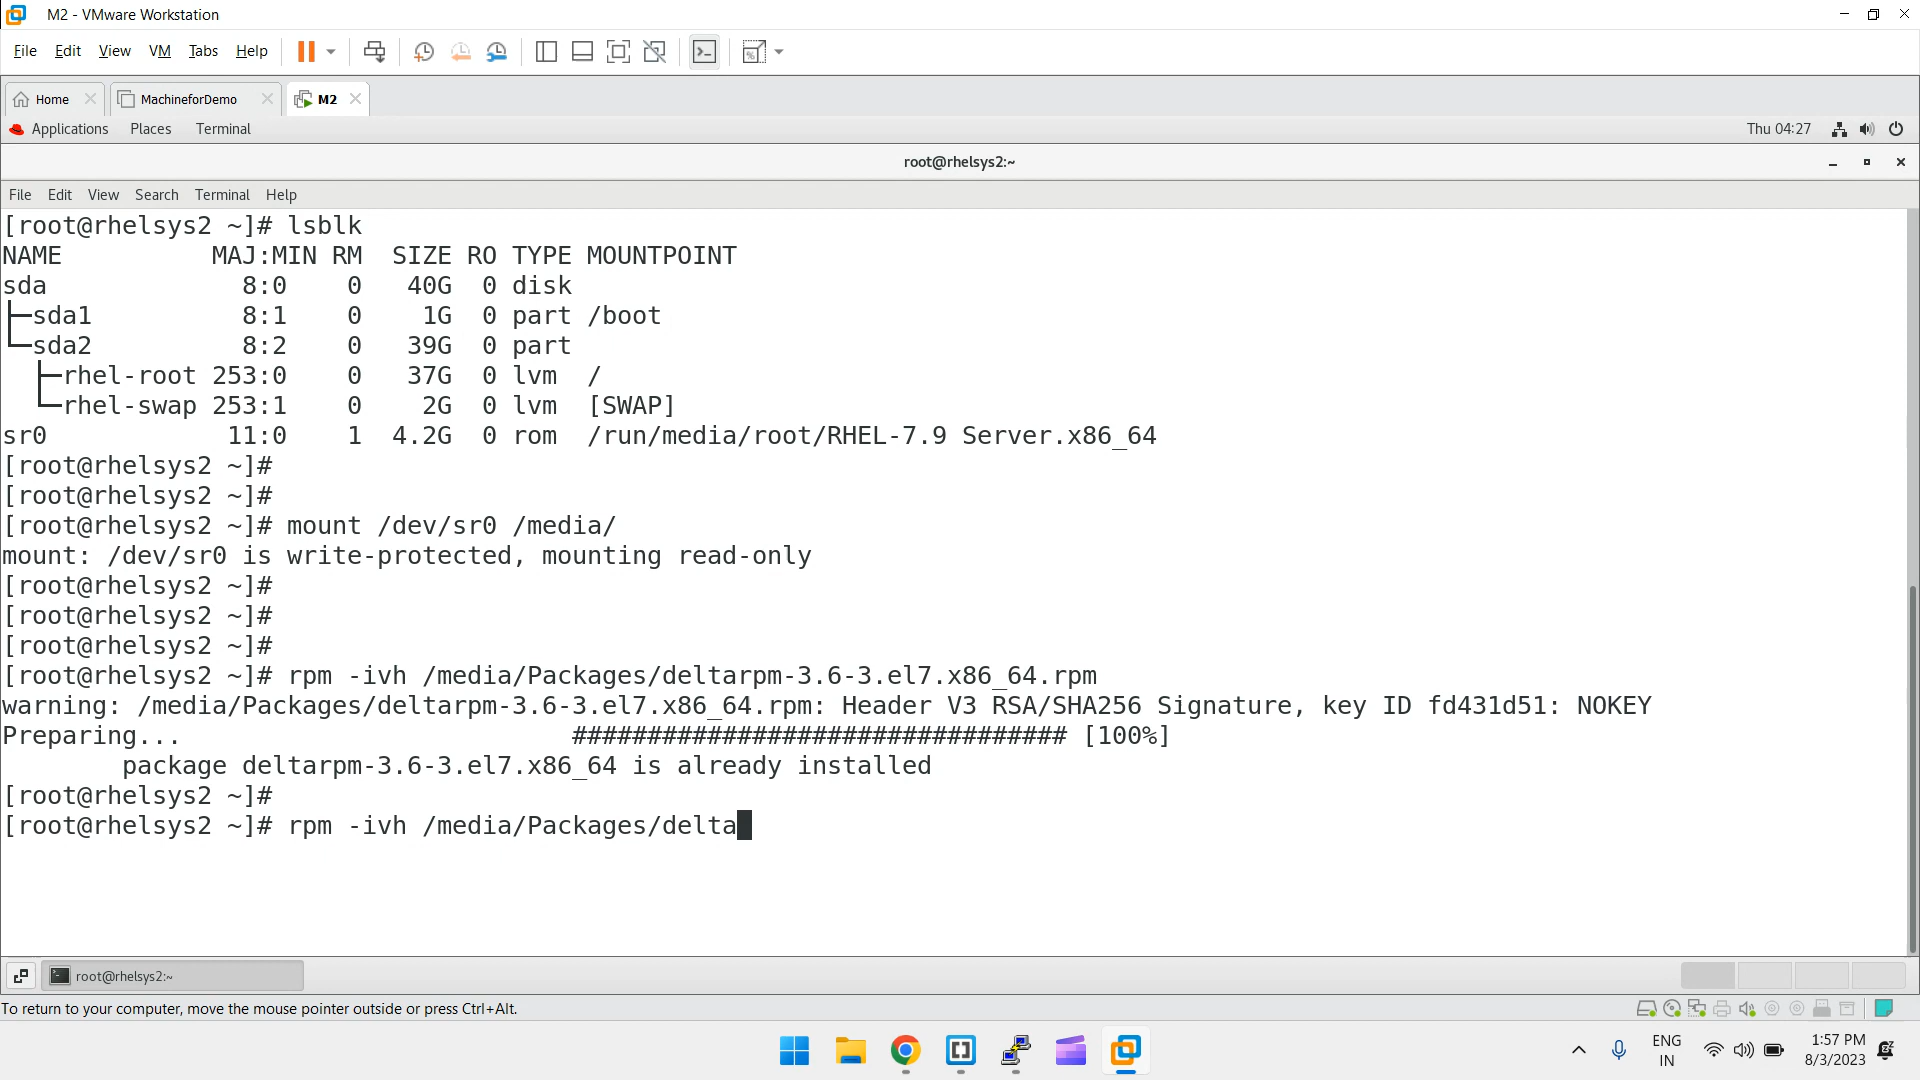 M2 - VMware Workstation
File Edit View VM Tabs Help
Home MachineforDemo M2
Applications Places Terminal Thu 04:27
root@rhelsys2:~
File Edit View Search Terminal Help
[root@rhelsys2 ~]# lsblk
NAME          MAJ:MIN RM  SIZE RO TYPE MOUNTPOINT
sda             8:0    0   40G  0 disk
├─sda1          8:1    0    1G  0 part /boot
└─sda2          8:2    0   39G  0 part
  ├─rhel-root 253:0    0   37G  0 lvm  /
  └─rhel-swap 253:1    0    2G  0 lvm  [SWAP]
sr0            11:0    1  4.2G  0 rom  /run/media/root/RHEL-7.9 Server.x86_64
[root@rhelsys2 ~]#
[root@rhelsys2 ~]#
[root@rhelsys2 ~]# mount /dev/sr0 /media/
mount: /dev/sr0 is write-protected, mounting read-only
[root@rhelsys2 ~]#
[root@rhelsys2 ~]#
[root@rhelsys2 ~]#
[root@rhelsys2 ~]# rpm -ivh /media/Packages/deltarpm-3.6-3.el7.x86_64.rpm
warning: /media/Packages/deltarpm-3.6-3.el7.x86_64.rpm: Header V3 RSA/SHA256 Signature, key ID fd431d51: NOKEY
Preparing...                          ################################# [100%]
        package deltarpm-3.6-3.el7.x86_64 is already installed
[root@rhelsys2 ~]#
[root@rhelsys2 ~]# rpm -ivh /media/Packages/delta
root@rhelsys2:~
To return to your computer, move the mouse pointer outside or press Ctrl+Alt.
ENG
IN
1:57 PM
8/3/2023